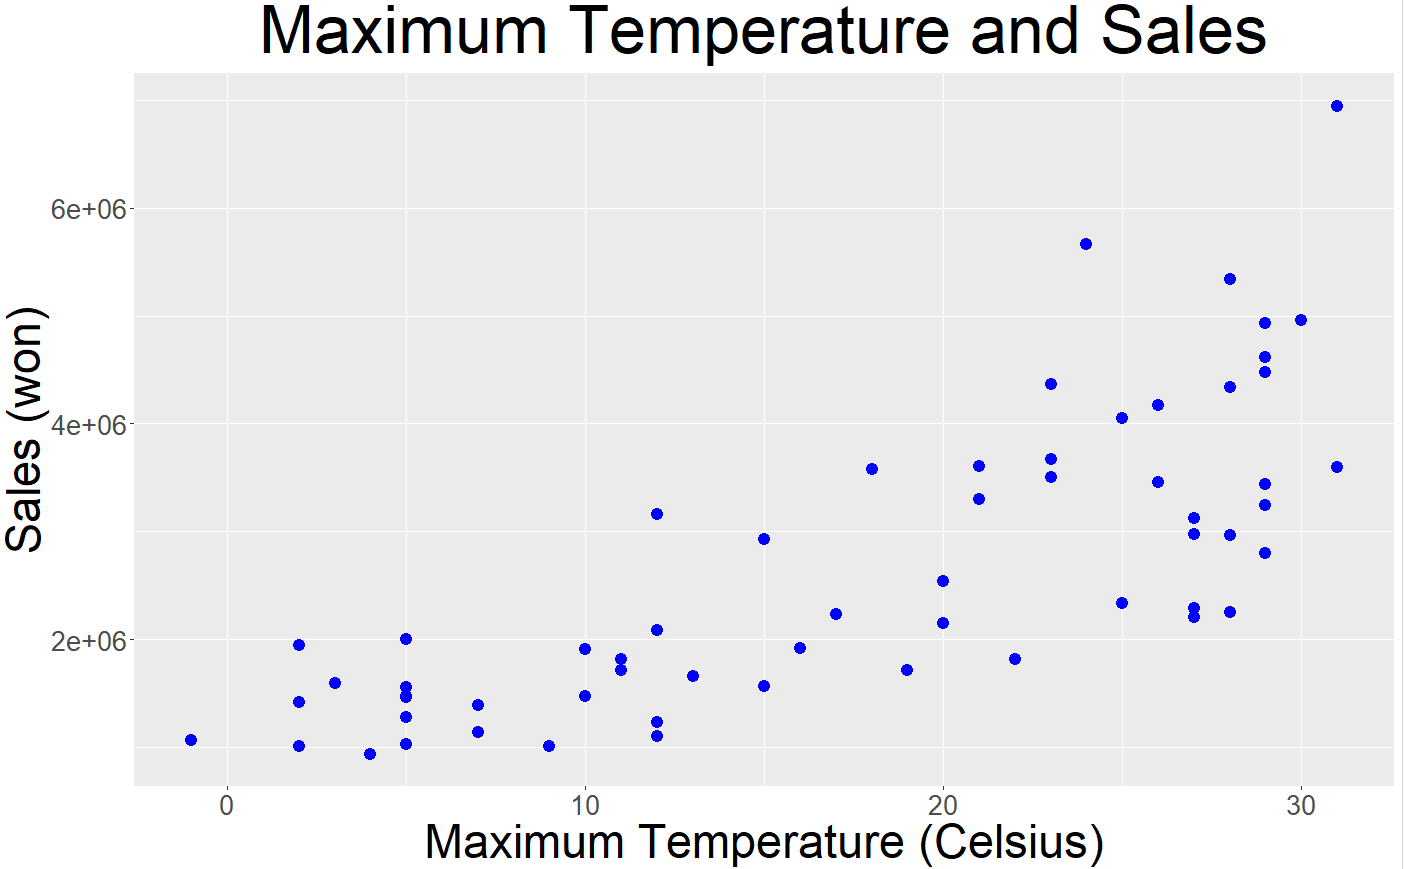 Maximum Temperature and Sales
Sales (won)
6e+06
4e+06
2e+06
0 10 20 30
Maximum Temperature (Celsius)